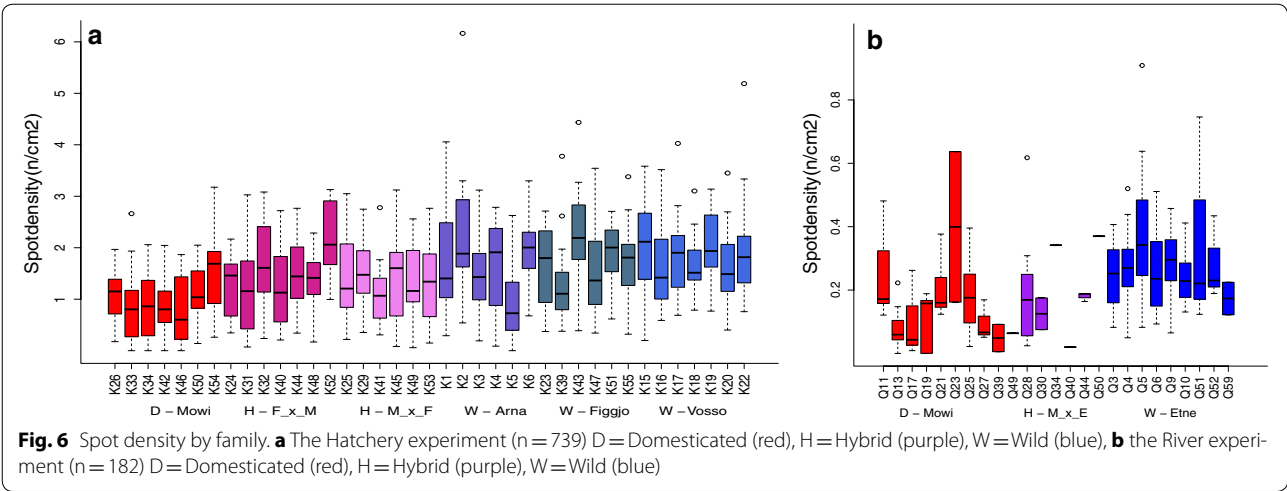 a
b
Spotdensity(n/cm2)
6
5
4
3
2
1
K26 K33 K34 K42 K46 K50 K54 K24 K31 K32 K40 K44 K48 K52 K25 K29 K41 K45 K49 K53 K1 K2 K3 K4 K5 K6 K23 K39 K43 K47 K51 K55 K15 K16 K17 K18 K19 K20 K22
D – Mowi H – F_x_M H – M_x_F W – Arna W – Figgjo W –Vosso
Spotdensity(n/cm2)
0.8
0.6
0.4
0.2
Q11 Q13 Q17 Q19 Q21 Q23 Q25 Q27 Q39 Q49 Q28 Q30 Q34 Q40 Q44 Q50 Q3 Q4 Q5 Q6 Q9 Q10 Q51 Q52 Q59
D – Mowi H – M_x_E W – Etne
Fig. 6 Spot density by family. a The Hatchery experiment (n = 739) D = Domesticated (red), H = Hybrid (purple), W = Wild (blue), b the River experi-
ment (n = 182) D = Domesticated (red), H = Hybrid (purple), W = Wild (blue)